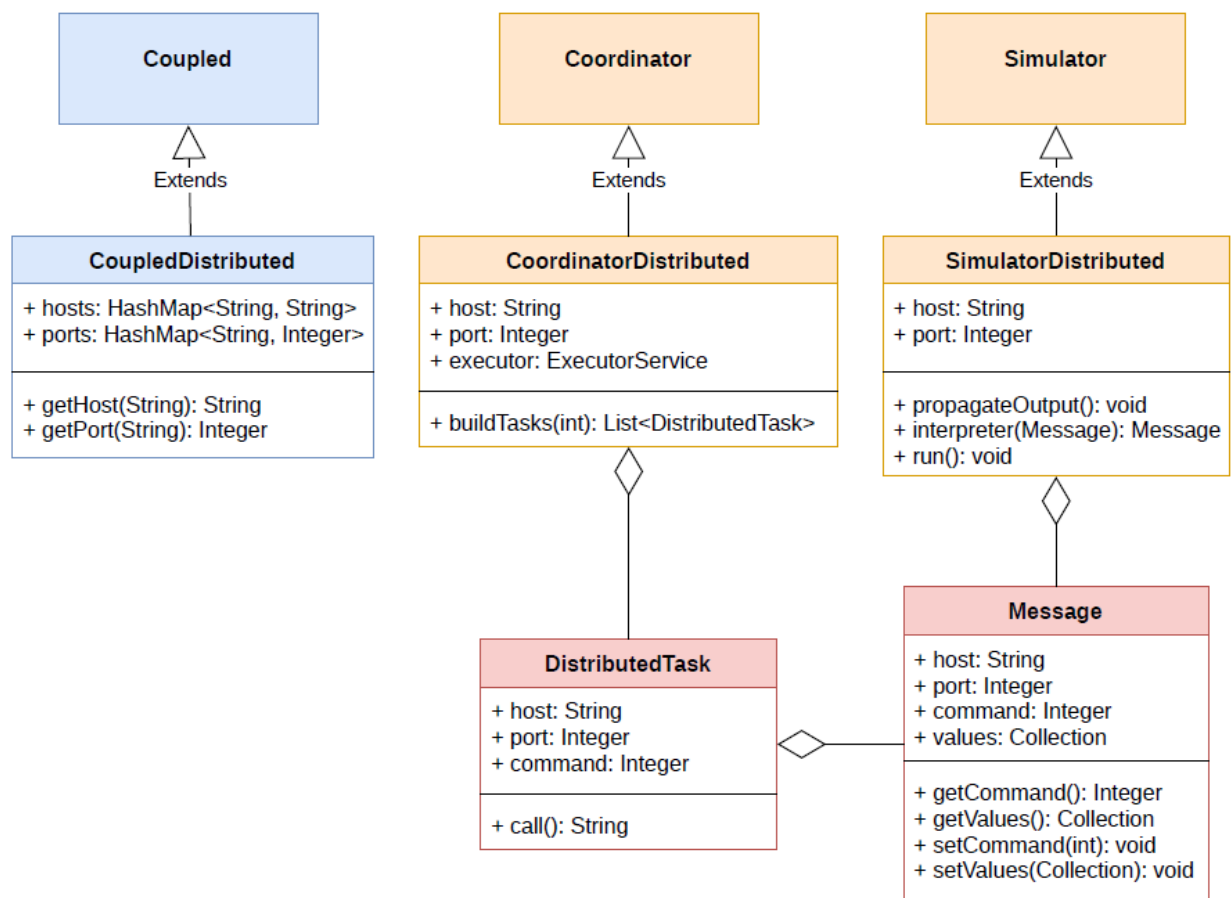 Coupled
Coordinator
Simulator
Extends
Extends
Extends
CoupledDistributed
+ hosts: HashMap<String, String>
+ ports: HashMap<String, Integer>
+ getHost(String): String
+ getPort(String): Integer
CoordinatorDistributed
+ host: String
+ port: Integer
+ executor: ExecutorService
+ buildTasks(int): List<DistributedTask>
SimulatorDistributed
+ host: String
+ port: Integer
+ propagateOutput(): void
+ interpreter(Message): Message
+ run(): void
DistributedTask
+ host: String
+ port: Integer
+ command: Integer
+ call(): String
Message
+ host: String
+ port: Integer
+ command: Integer
+ values: Collection
+ getCommand(): Integer
+ getValues(): Collection
+ setCommand(int): void
+ setValues(Collection): void